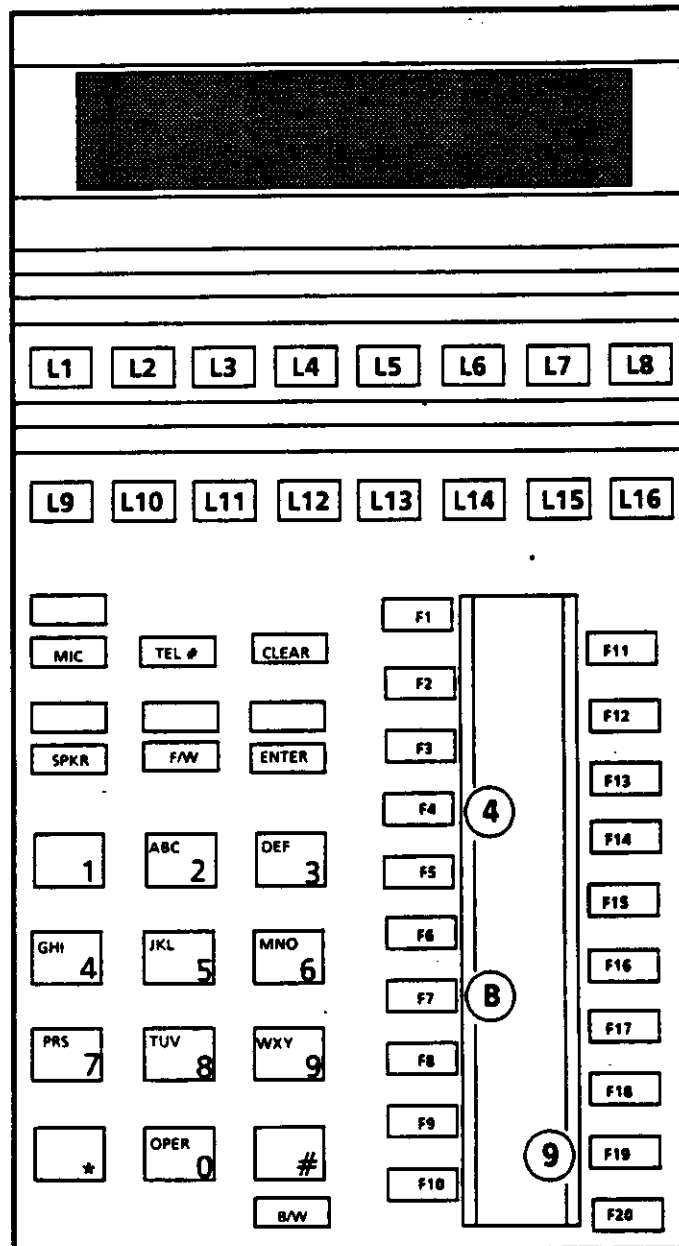 L1 L2 L3 L4 L5 L6 L7 L8
L9 L10 L11 L12 L13 L14 L15 L16
F1
MIC TEL # CLEAR F11
F2
F12
F3
SPKR F/W ENTER
F13
F4 4
F14
1 ABC 2 DEF 3
F5
F15
F6
GHI 4 JKL 5 MNO 6
F16
F7 B
F17
PRS 7 TUV 8 WXY 9
F8
F18
F9
* OPER 0 #
9 F19
F10
B/W F20